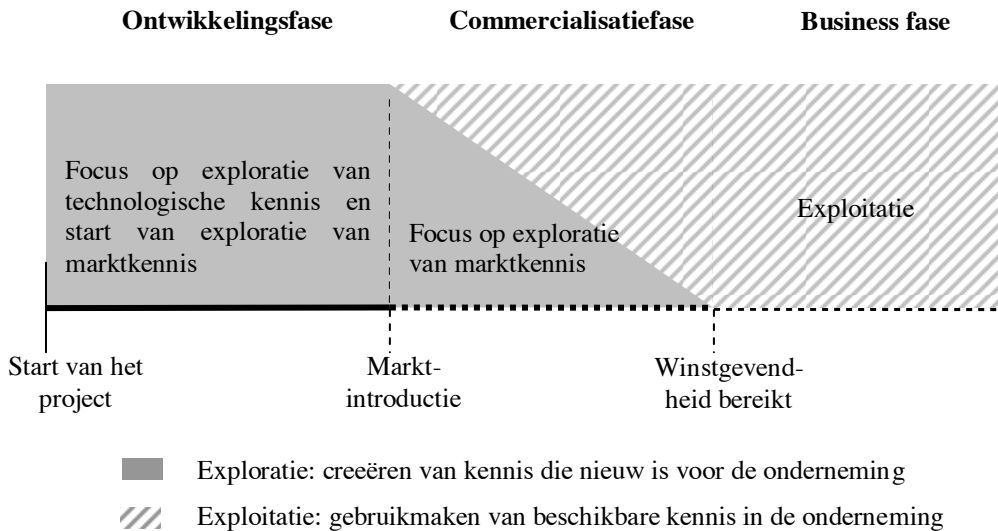 Ontwikkelingsfase Commercialisatiefase Business fase
Focus op exploratie van
technologische kennis en
start van exploratie van
marktkennis
Focus op exploratie
van marktkennis
Exploitatie
Start van het
project
Markt-
introductie
Winstgevend-
heid bereikt
Exploratie: creeëren van kennis die nieuw is voor de onderneming
Exploitatie: gebruikmaken van beschikbare kennis in de onderneming